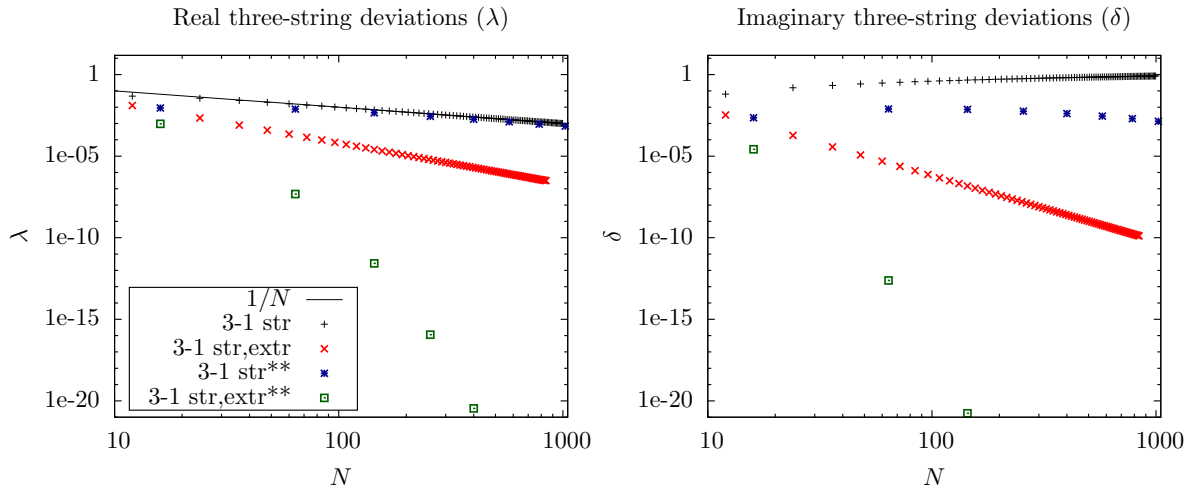 Real three-string deviations (λ)
1
1e-05
1e-10
1e-15
1e-20
λ
10
100
1000
N
1/N
3-1 str
3-1 str,extr
3-1 str**
3-1 str,extr**
Imaginary three-string deviations (δ)
1
1e-05
1e-10
1e-15
1e-20
δ
10
100
1000
N